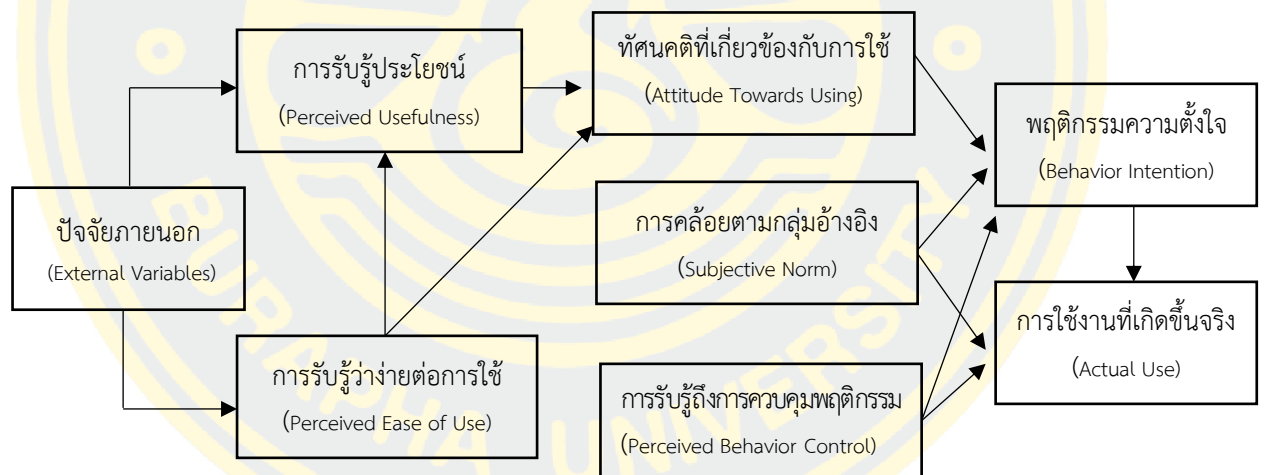 การรับรู้ประโยชน์
(Perceived Usefulness)
ทัศนคติที่เกี่ยวข้องกับการใช้
(Attitude Towards Using)
พฤติกรรมความตั้งใจ
(Behavior Intention)
ปัจจัยภายนอก
(External Variables)
การคล้อยตามกลุ่มอ้างอิง
(Subjective Norm)
การใช้งานที่เกิดขึ้นจริง
(Actual Use)
การรับรู้ว่าง่ายต่อการใช้
(Perceived Ease of Use)
การรับรู้ถึงการควบคุมพฤติกรรม
(Perceived Behavior Control)
BURAPHA UNIVERSITY